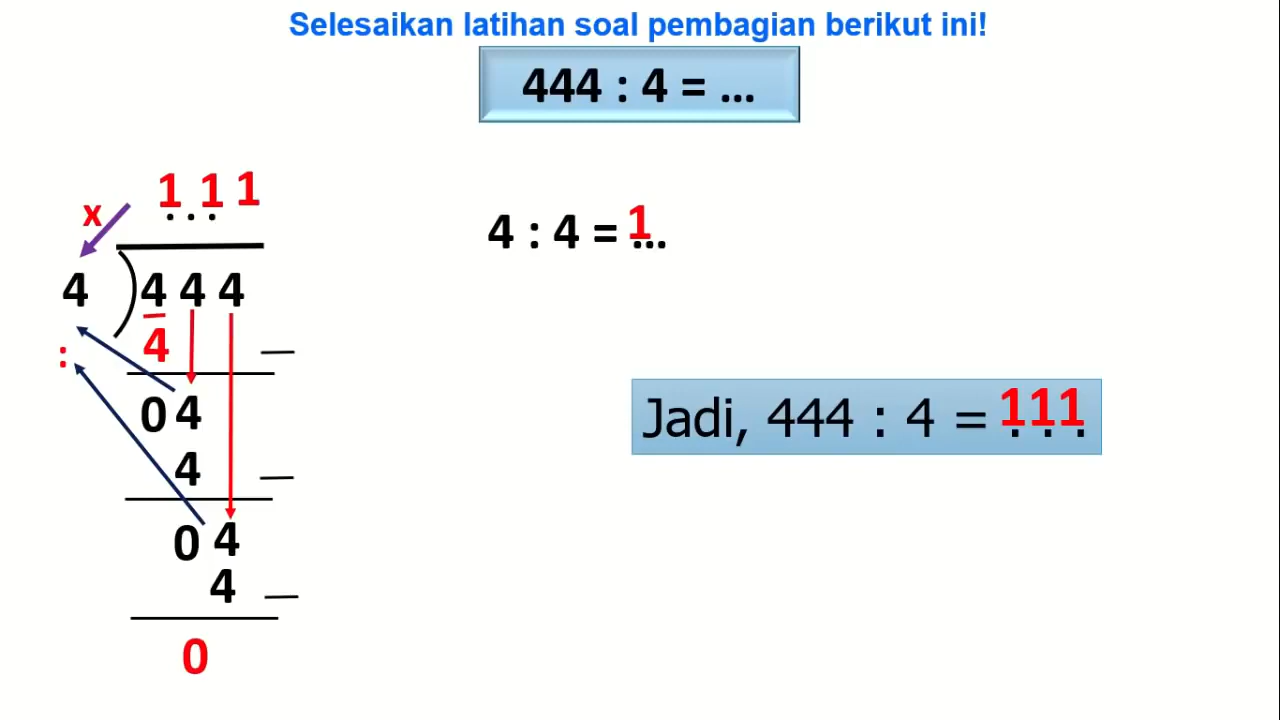 Selesaikan latihan soal pembagian berikut ini!
444 : 4 = ...
1 1 1
x
. . .
4 : 4 = 1...
4 4 4 4
: 4 –
0 4
4 –
0 4
4 –
0
Jadi, 444 : 4 = 111 . . .